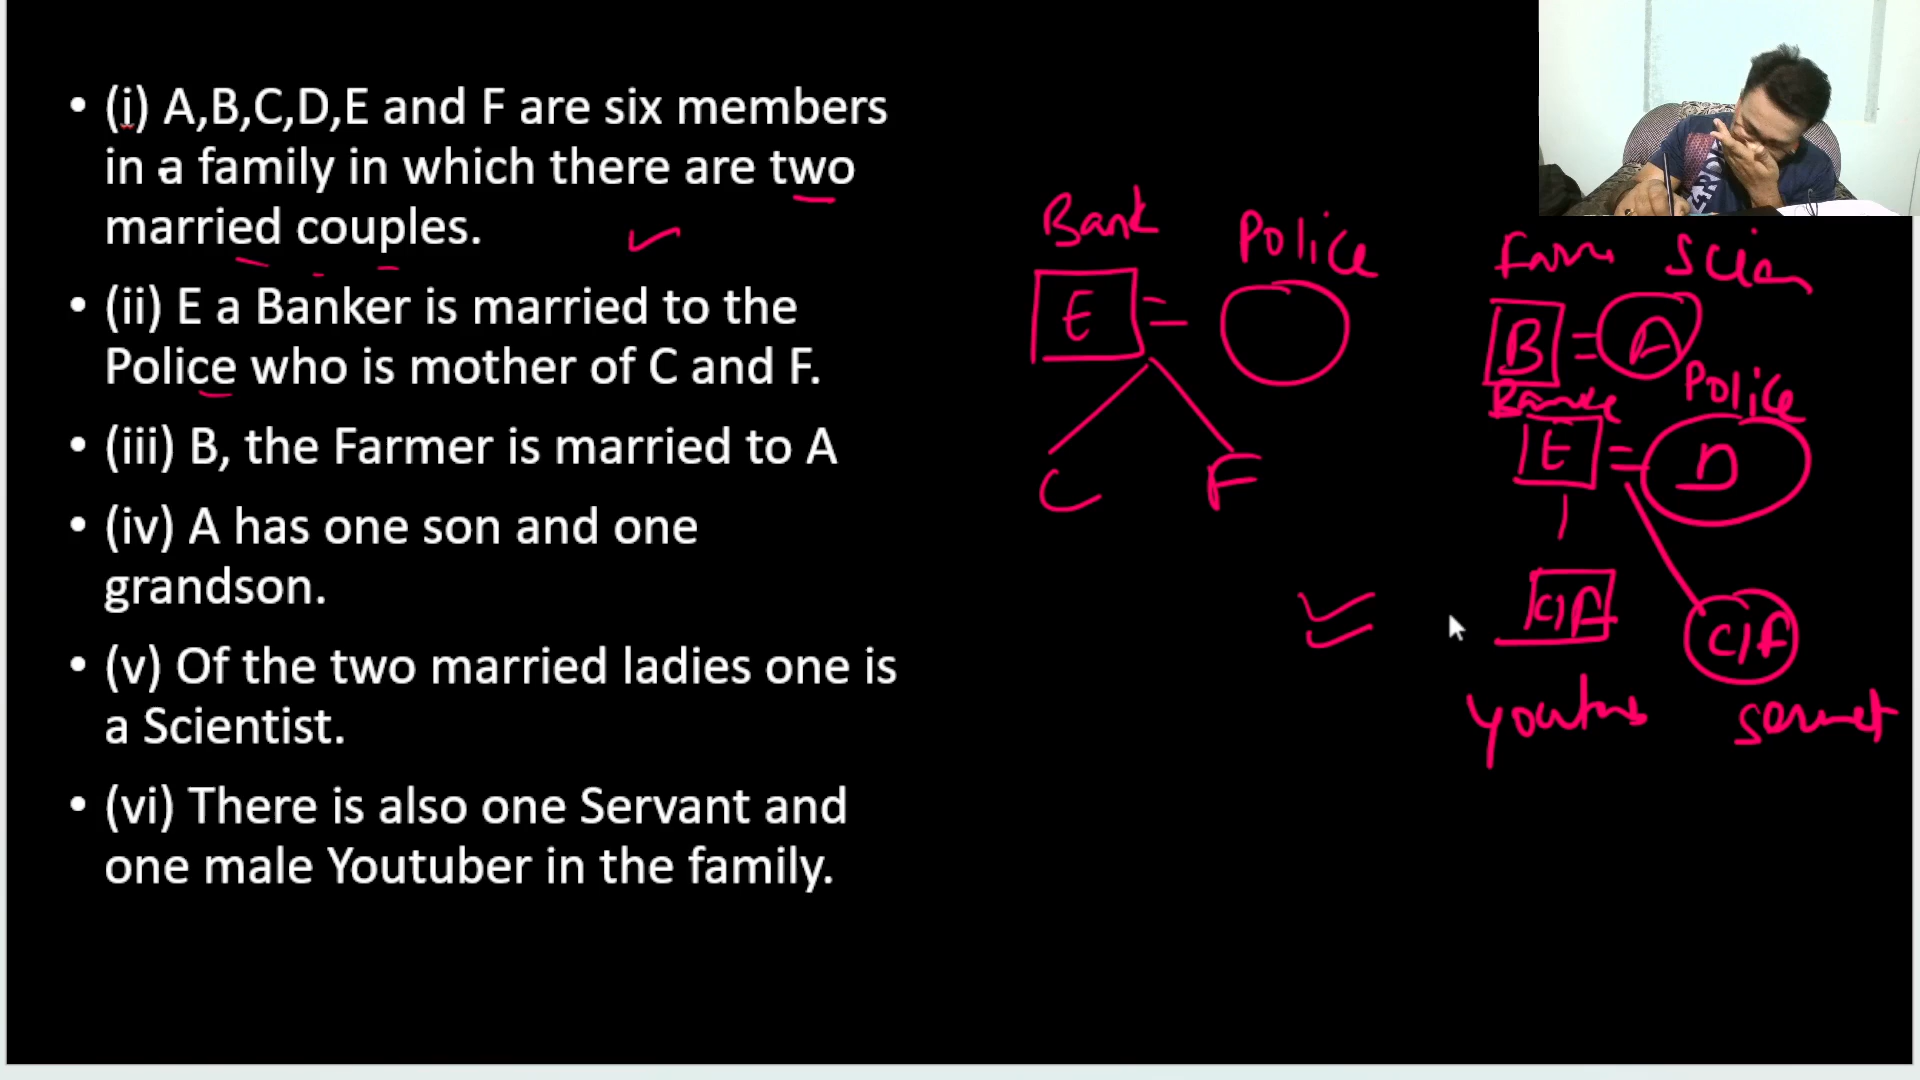 • (i) A,B,C,D,E and F are six members
in a family in which there are two
married couples.
• (ii) E a Banker is married to the
Police who is mother of C and F.
• (iii) B, the Farmer is married to A
• (iv) A has one son and one
grandson.
• (v) Of the two married ladies one is
a Scientist.
• (vi) There is also one Servant and
one male Youtuber in the family.
Bank Police
E =
C F
B = A
Police
E = D
C/F C/F